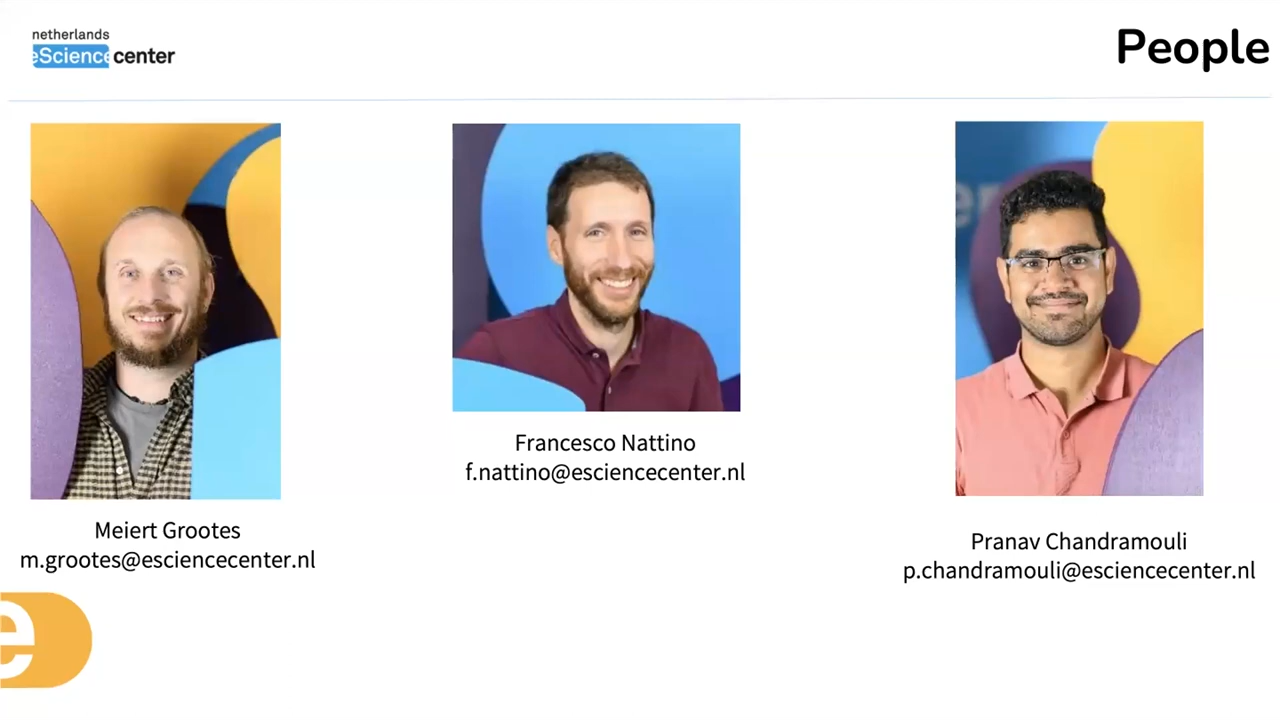 netherlands
eScience center
People
er
Meiert Grootes
m.grootes@esciencecenter.nl
Francesco Nattino
f.nattino@esciencecenter.nl
Pranav Chandramouli
p.chandramouli@esciencecenter.nl
e